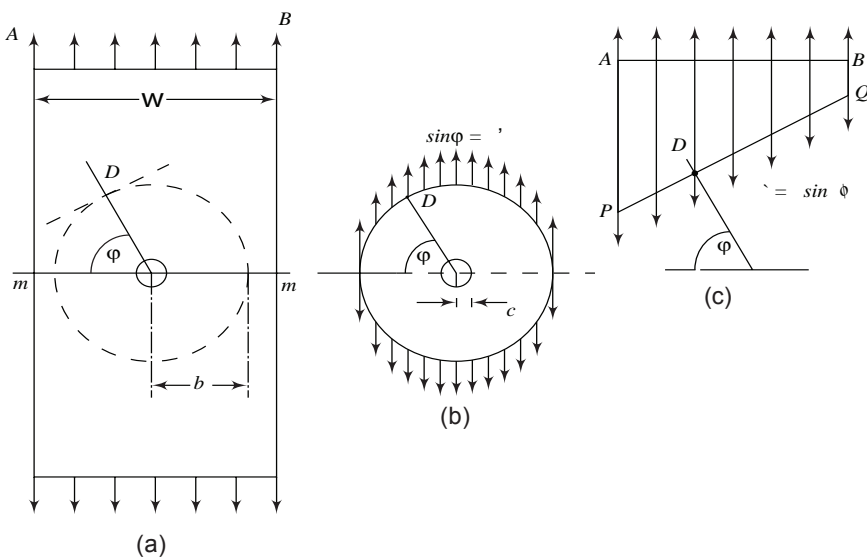 A
B
W
D
φ
m
m
b
(a)
sinφ = '
D
φ
c
(b)
A
B
Q
D
P
` = sin φ
φ
(c)